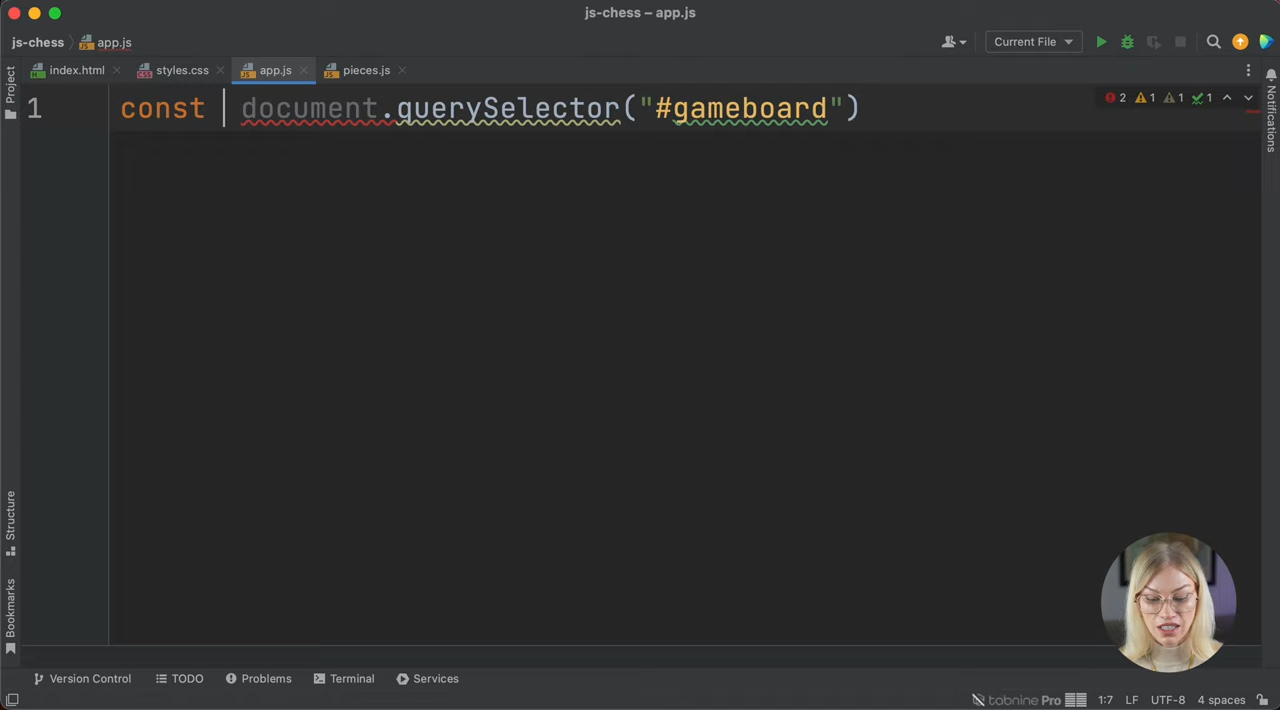 js-chess – app.js
js-chess
app.js
Current File
Project
index.html
styles.css
app.js
pieces.js
Notifications
1
const document.querySelector("#gameboard")
2
1
1
1
Structure
Bookmarks
Version Control
TODO
Problems
Terminal
Services
tabnine Pro
1:7
LF
UTF-8
4 spaces